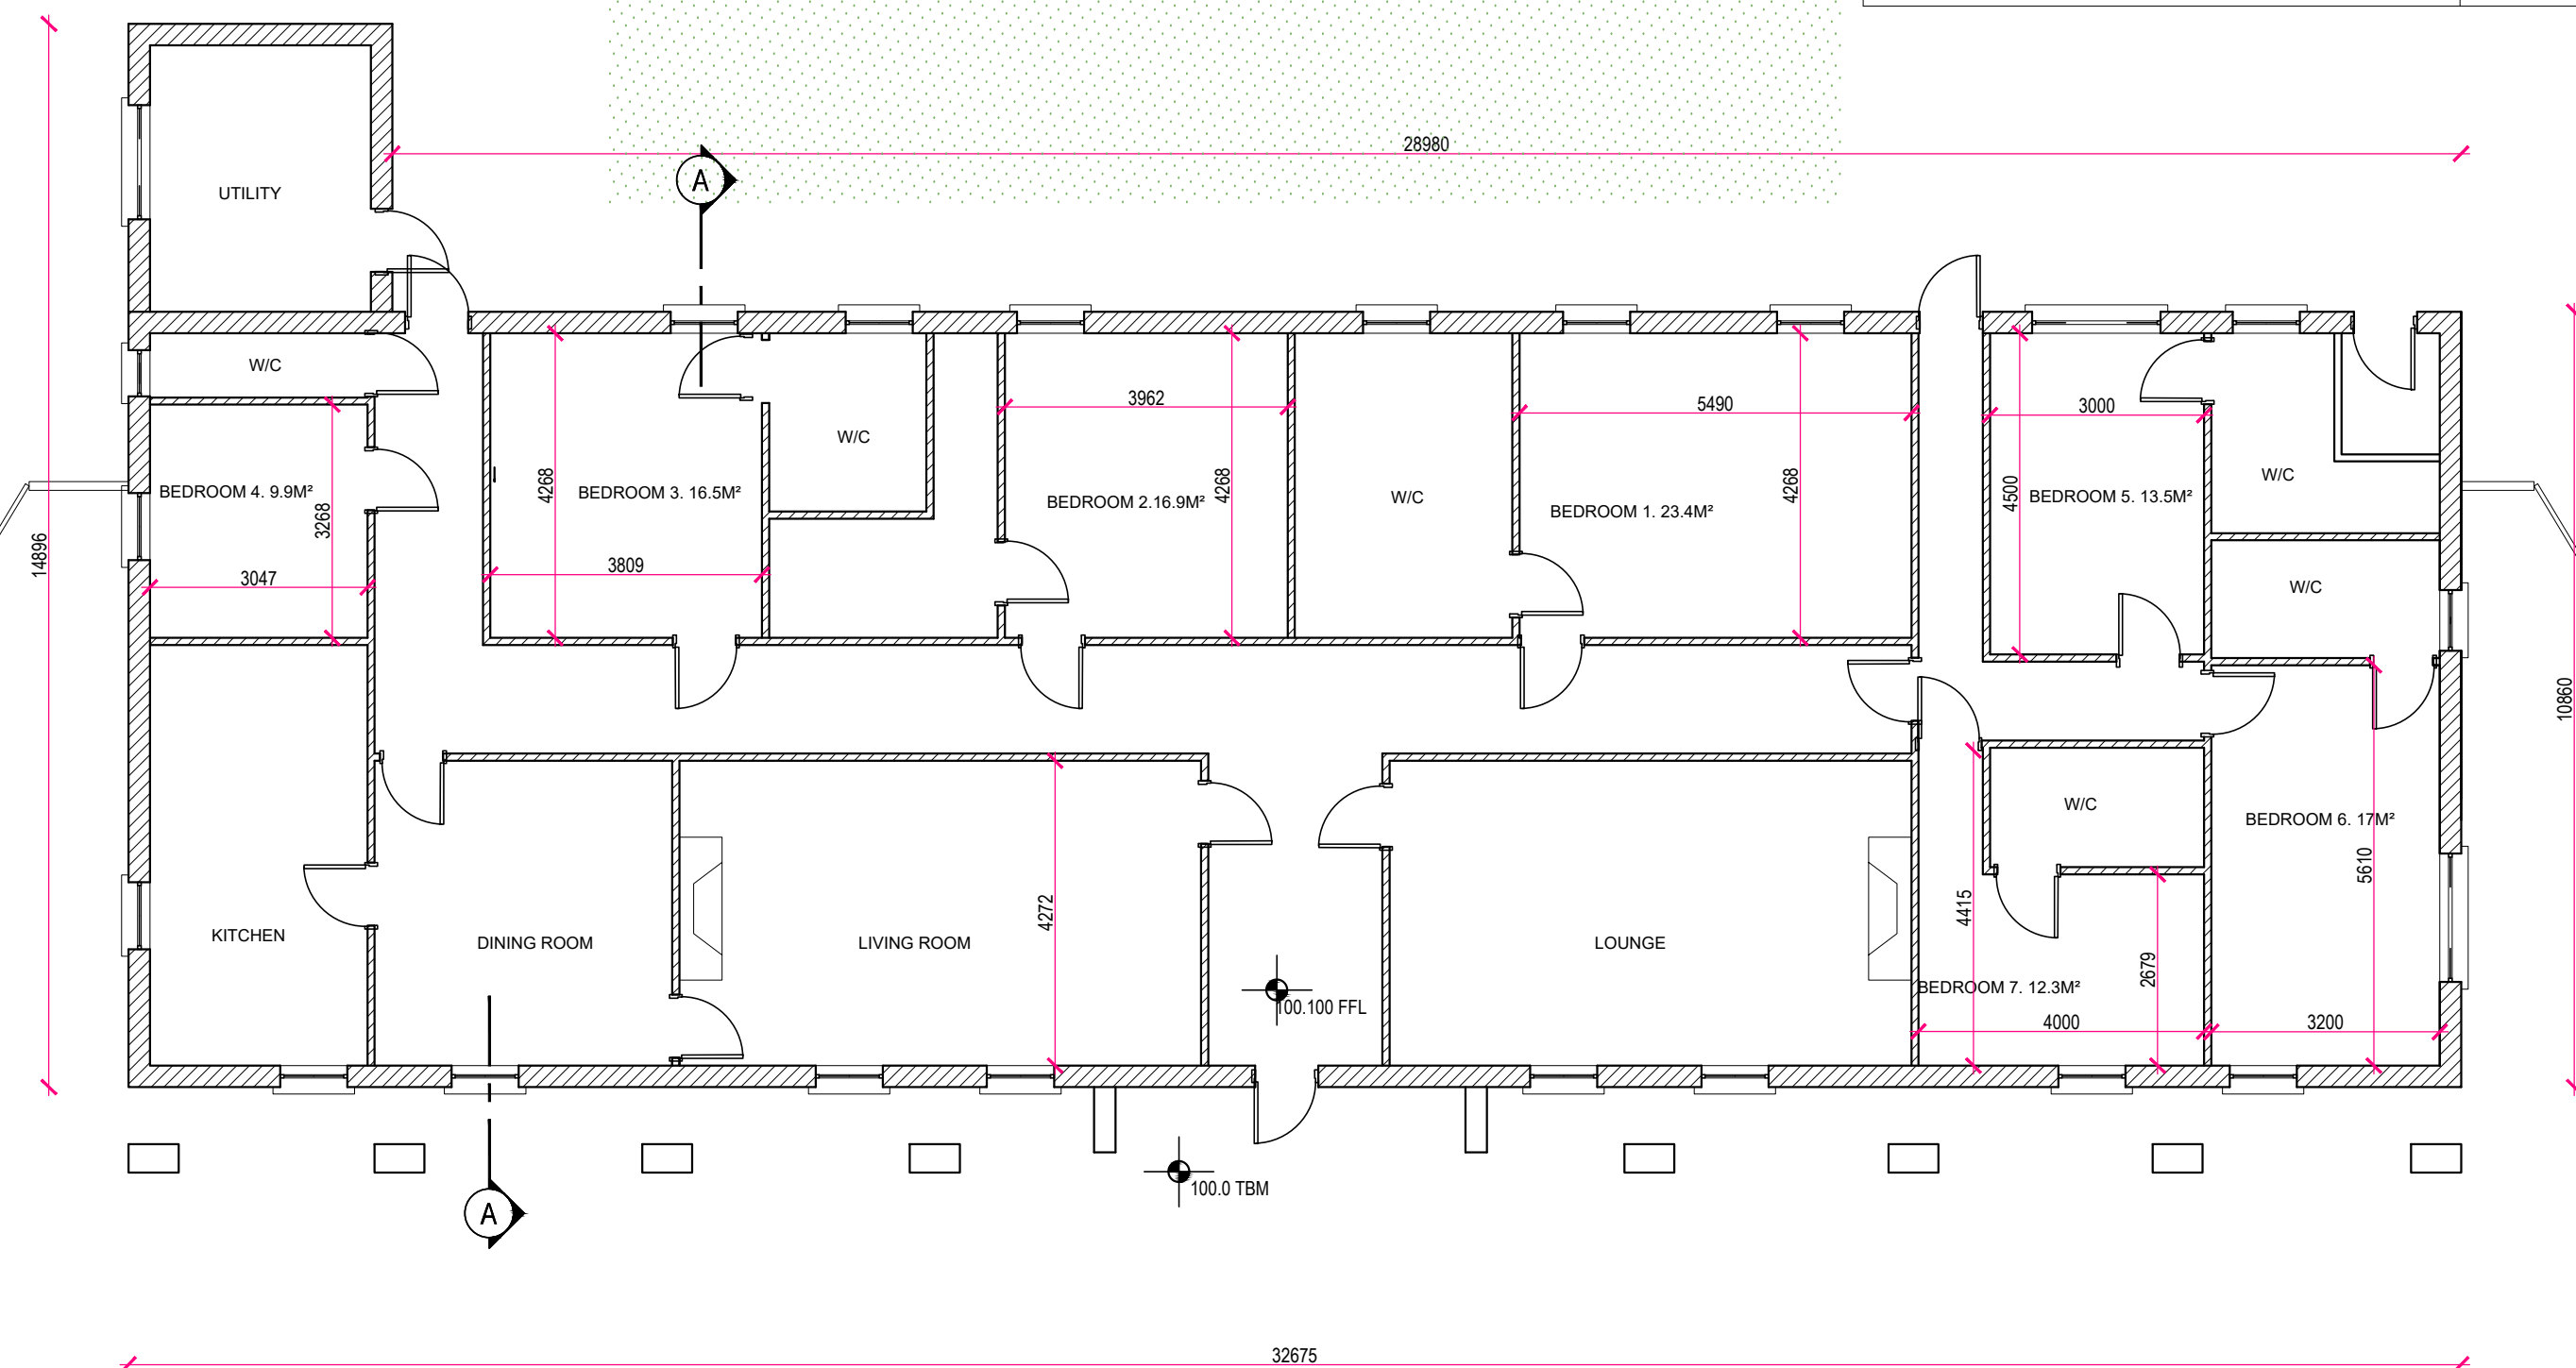 28980
A
UTILITY
W/C
3962
5490
3000
W/C
4268
BEDROOM 4. 9.9M²
3268
BEDROOM 3. 16.5M²
BEDROOM 2.16.9M²
4268
W/C
BEDROOM 1. 23.4M²
4268
4500
BEDROOM 5. 13.5M²
W/C
14896
3047
3809
W/C
10860
W/C
BEDROOM 6. 17M²
5610
4272
4415
KITCHEN
DINING ROOM
LIVING ROOM
LOUNGE
2679
BEDROOM 7. 12.3M²
100.100 FFL
4000
3200
100.0 TBM
A
32675